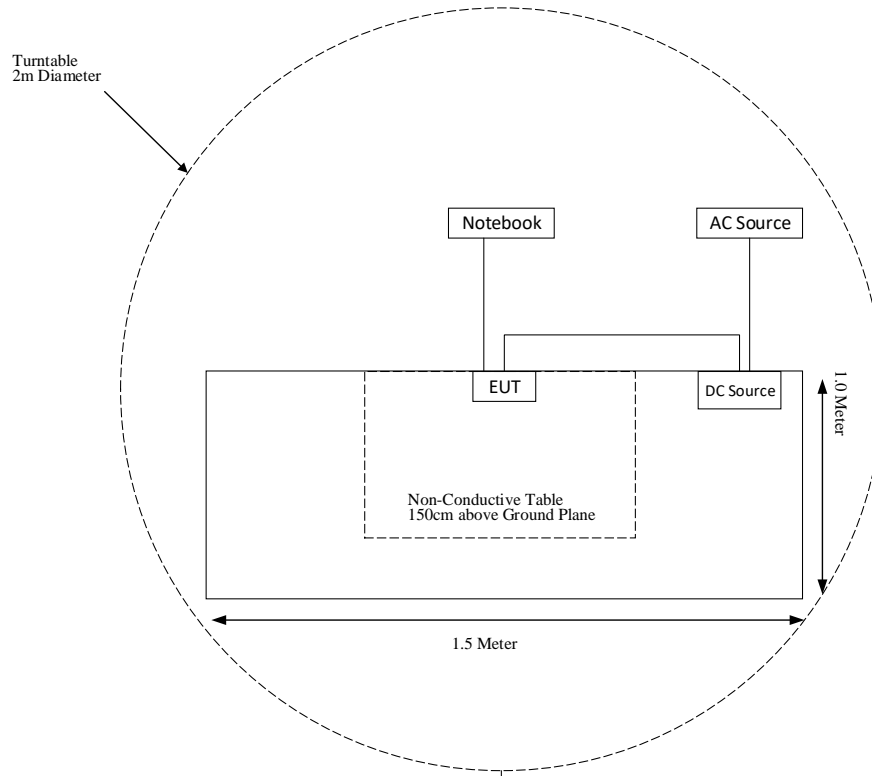 Turntable
2m Diameter
Notebook
AC Source
EUT
DC Source
1.0 Meter
Non-Conductive Table
150cm above Ground Plane
1.5 Meter